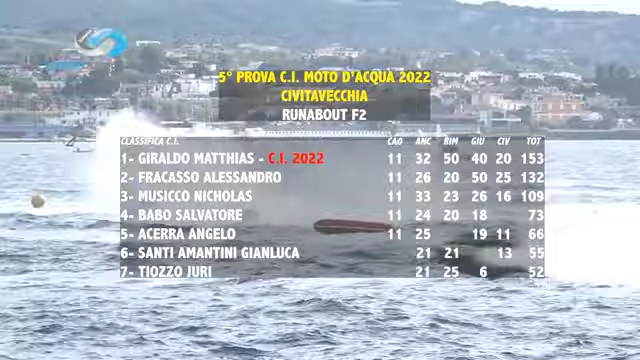 5° PROVA C.I. MOTO D'ACQUA 2022
CIVITAVECCHIA
RUNABOUT F2
CLASSIFICA C.I. CAO ANC RIM GIU CIV TOT
1- GIRALDO MATTHIAS - C.I. 2022 11 32 50 40 20 153
2- FRACASSO ALESSANDRO 11 26 20 50 25 132
3- MUSICCO NICHOLAS 11 33 23 26 16 109
4- BABO SALVATORE 11 24 20 18 73
5- ACERRA ANGELO 11 25 19 11 66
6- SANTI AMANTINI GIANLUCA 21 21 13 55
7- TIOZZO JURI 21 25 6 52